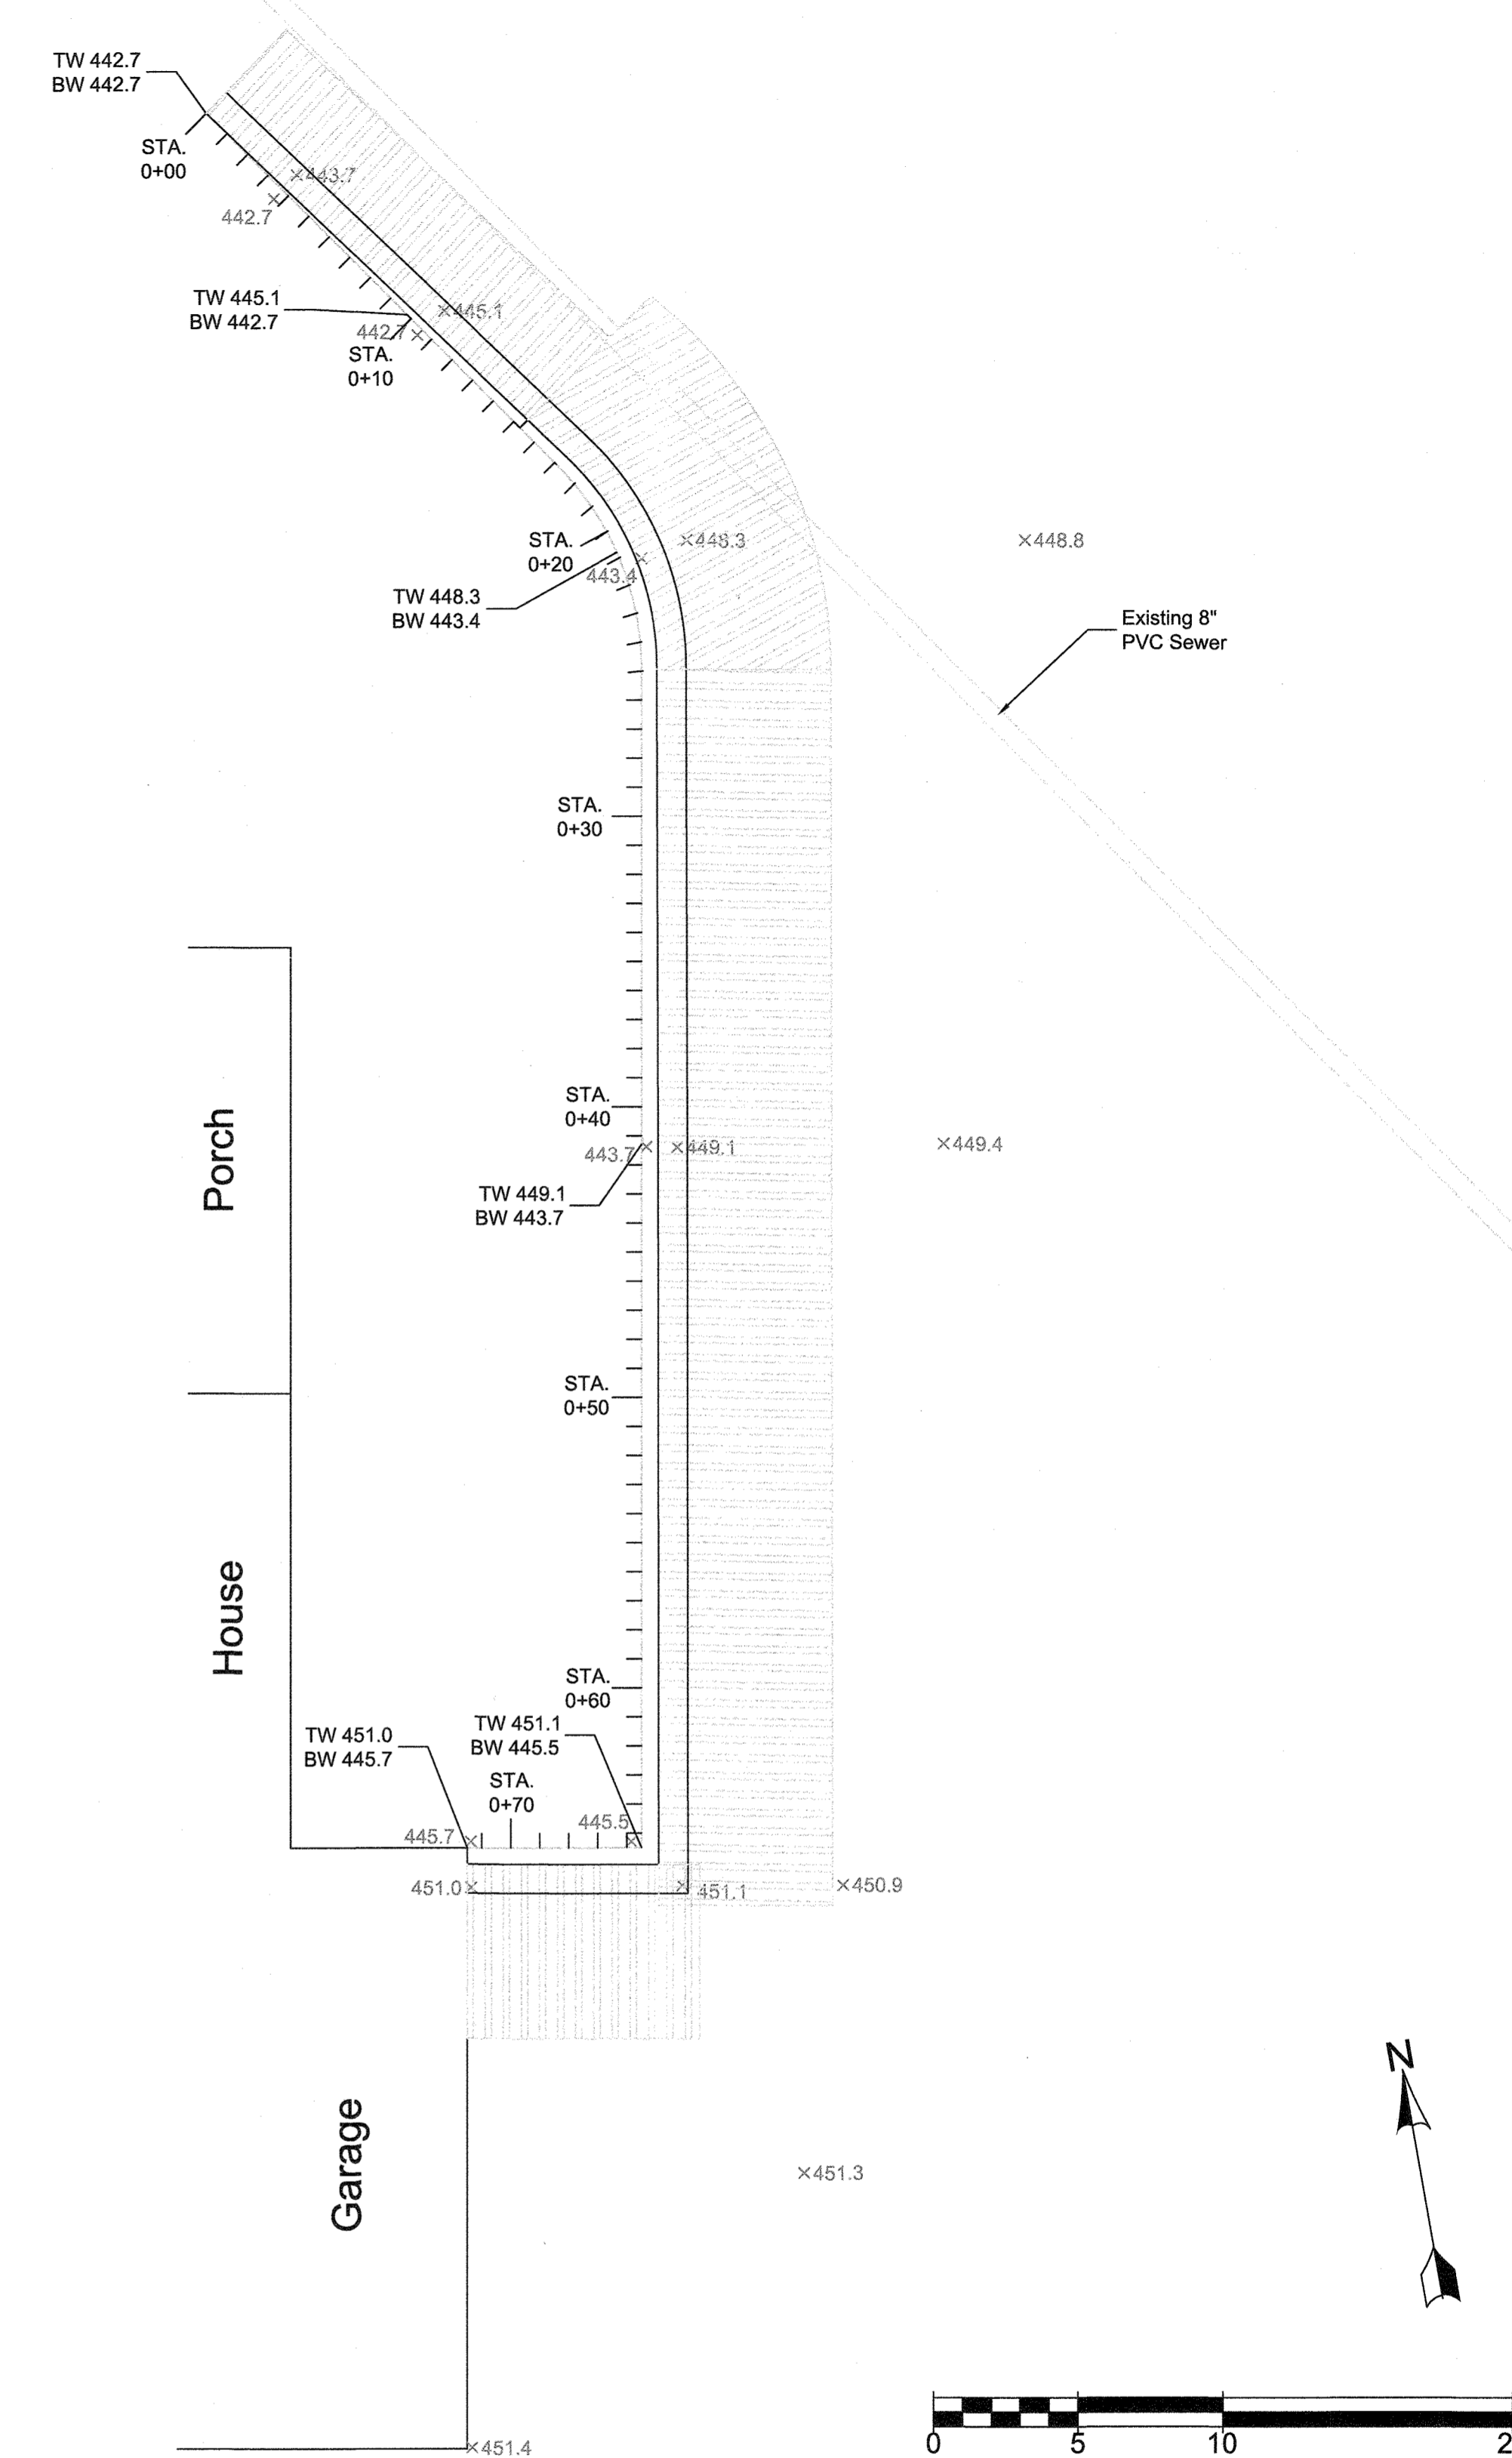 TW 442.7
BW 442.7
STA.
0+00
443.7
442.7
TW 445.1
BW 442.7
445.1
442.7
STA.
0+10
STA.
0+20
448.3
448.8
443.4
TW 448.3
BW 443.4
Existing 8"
PVC Sewer
STA.
0+30
STA.
0+40
443.7
449.1
449.4
TW 449.1
BW 443.7
Porch
STA.
0+50
House
STA.
0+60
TW 451.0
BW 445.7
TW 451.1
BW 445.5
STA.
0+70
445.7
445.5
451.0
451.1
450.9
N
Garage
451.3
0
5
10
2
451.4